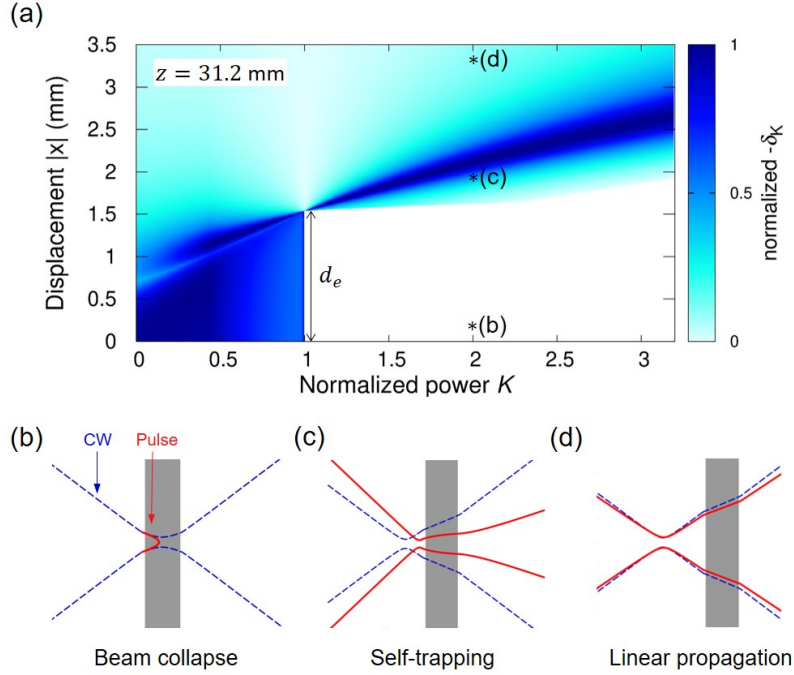 (a)
Displacement |x| (mm)
3.5
3
2.5
2
1.5
1
0.5
0
z = 31.2 mm
*(d)
*(c)
*(b)
d_e
0
0.5
1
1.5
2
2.5
3
Normalized power K
1
0.5
0
normalized -δ_K
(b)
(c)
(d)
CW
Pulse
Beam collapse
Self-trapping
Linear propagation